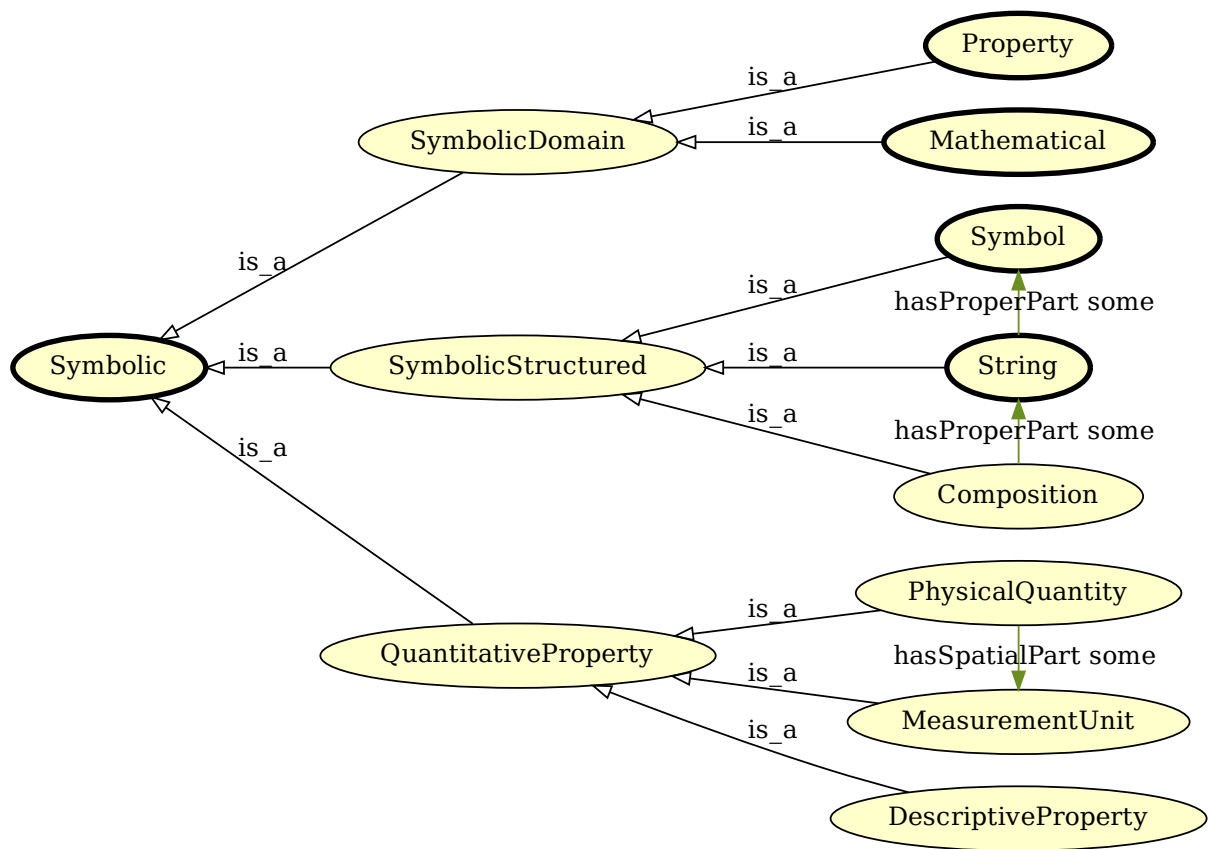 Property
is_a
SymbolicDomain
is_a
Mathematical
Symbol
is_a
is_a
hasProperPart some
Symbolic
is_a
SymbolicStructured
is_a
String
is_a
is_a
hasProperPart some
Composition
PhysicalQuantity
is_a
QuantitativeProperty
hasSpatialPart some
is_a
MeasurementUnit
is_a
DescriptiveProperty